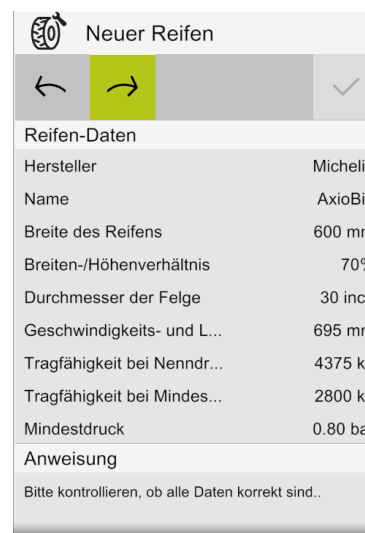 Neuer Reifen
Reifen-Daten
Hersteller Micheli
Name AxioBi
Breite des Reifens 600 mm
Breiten-/Höhenverhältnis 70%
Durchmesser der Felge 30 inc
Geschwindigkeits- und L... 695 mm
Tragfähigkeit bei Nenndr... 4375 k
Tragfähigkeit bei Mindes... 2800 k
Mindestdruck 0.80 ba
Anweisung
Bitte kontrollieren, ob alle Daten korrekt sind..